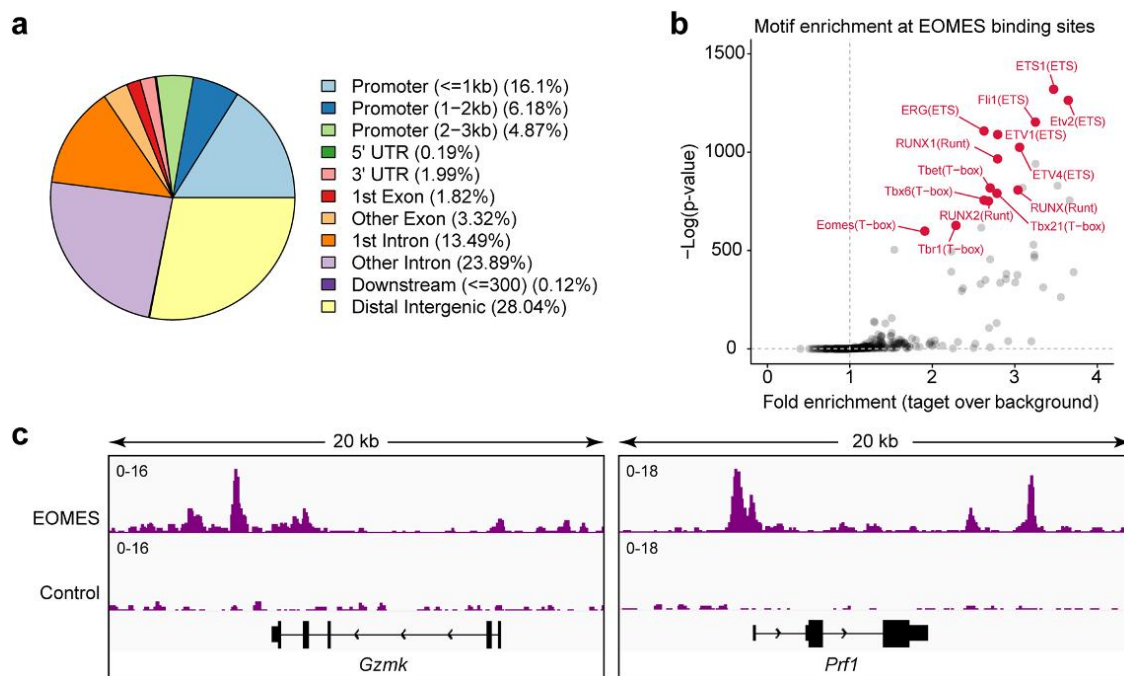 a
Promoter (<=1kb) (16.1%)
Promoter (1-2kb) (6.18%)
Promoter (2-3kb) (4.87%)
5' UTR (0.19%)
3' UTR (1.99%)
1st Exon (1.82%)
Other Exon (3.32%)
1st Intron (13.49%)
Other Intron (23.89%)
Downstream (<=300) (0.12%)
Distal Intergenic (28.04%)
b
Motif enrichment at EOMES binding sites
−Log(p-value)
1500
1000
500
0
ETS1(ETS)
Fli1(ETS)
Etv2(ETS)
ERG(ETS)
ETV1(ETS)
RUNX1(Runt)
ETV4(ETS)
Tbet(T-box)
Tbx6(T-box)
RUNX(Runt)
RUNX2(Runt)
Eomes(T-box)
Tbx21(T-box)
Tbr1(T-box)
0 1 2 3 4
Fold enrichment (taget over background)
c
20 kb
20 kb
EOMES
0-16
0-18
Control
0-16
0-18
Gzmk
Prf1